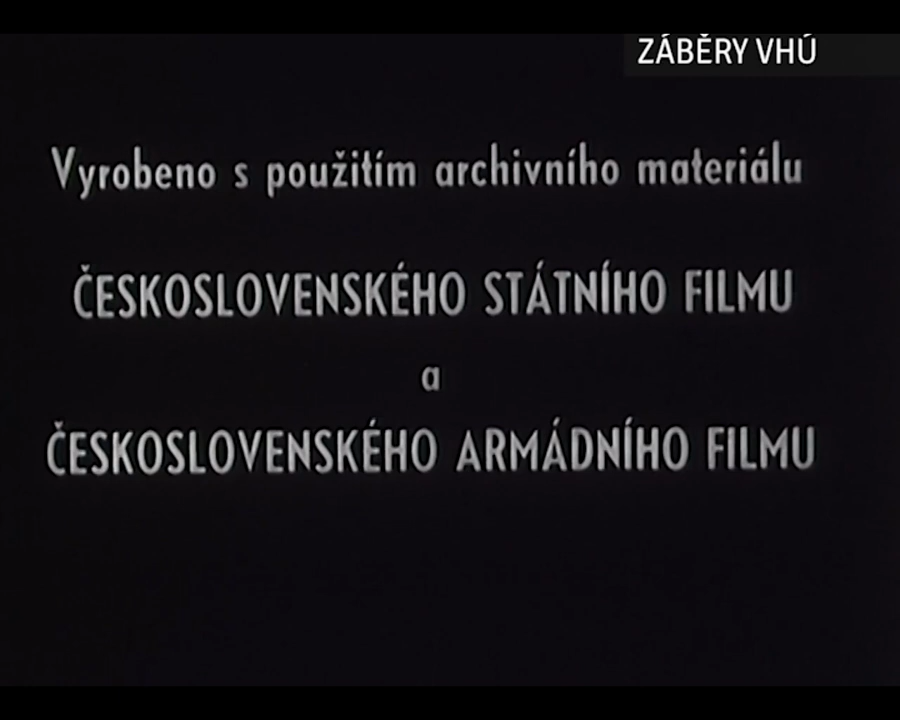 ZÁBĚRY VHÚ
Vyrobeno s použitím archivního materiálu
ČESKOSLOVENSKÉHO STÁTNÍHO FILMU
a
ČESKOSLOVENSKÉHO ARMÁDNÍHO FILMU